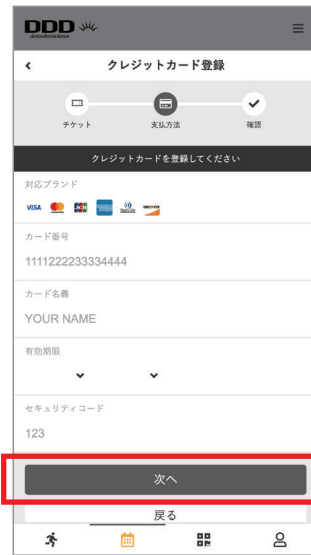 DDD
dancedancedance
クレジットカード登録
チケット
支払方法
確認
クレジットカードを登録してください
対応ブランド
VISA JCB DISCOVER
カード番号
1111222233334444
カード名義
YOUR NAME
有効期限
セキュリティコード
123
次へ
戻る